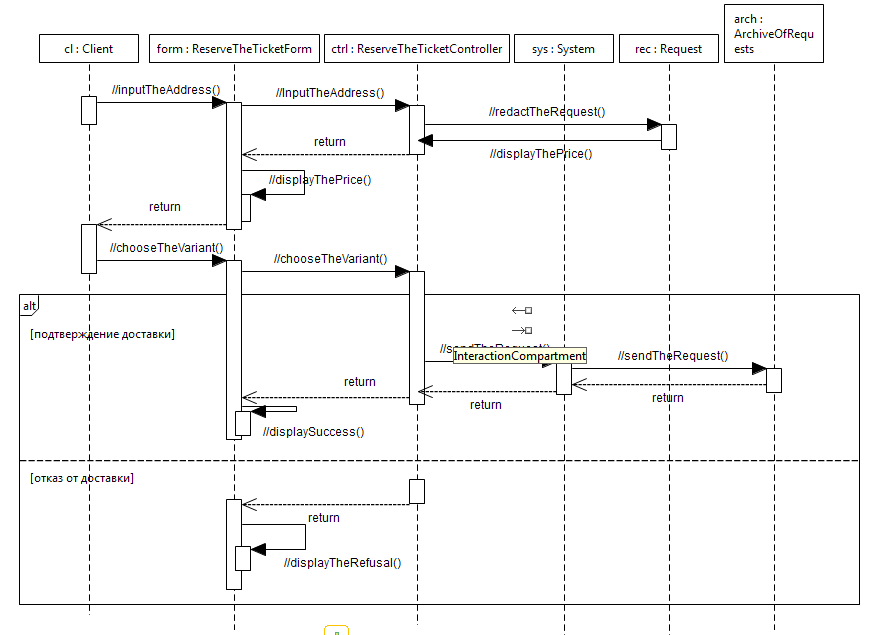 cl : Client
form : ReserveTheTicketForm
ctrl : ReserveTheTicketController
sys : System
rec : Request
arch :
ArchiveOfRequ
ests
//inputTheAddress()
//InputTheAddress()
//redactTheRequest()
return
//displayThePrice()
//displayThePrice()
return
//chooseTheVariant()
//chooseTheVariant()
alt
[подтверждение доставки]
InteractionCompartment
//sendTheRequest()
return
return
return
//displaySuccess()
[отказ от доставки]
return
//displayTheRefusal()